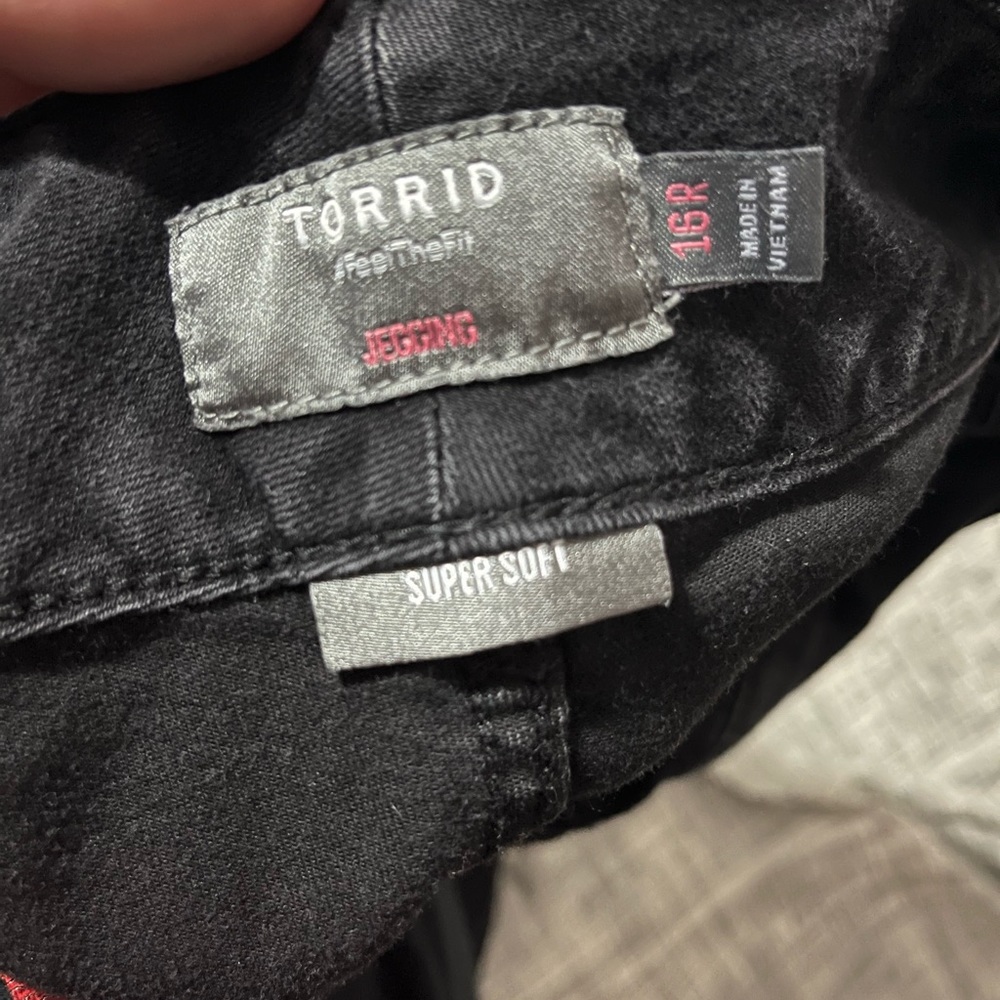 TORRID
#FeelTheFit
JEGGING
16R
MADE IN
VIETNAM
SUPER SOFT